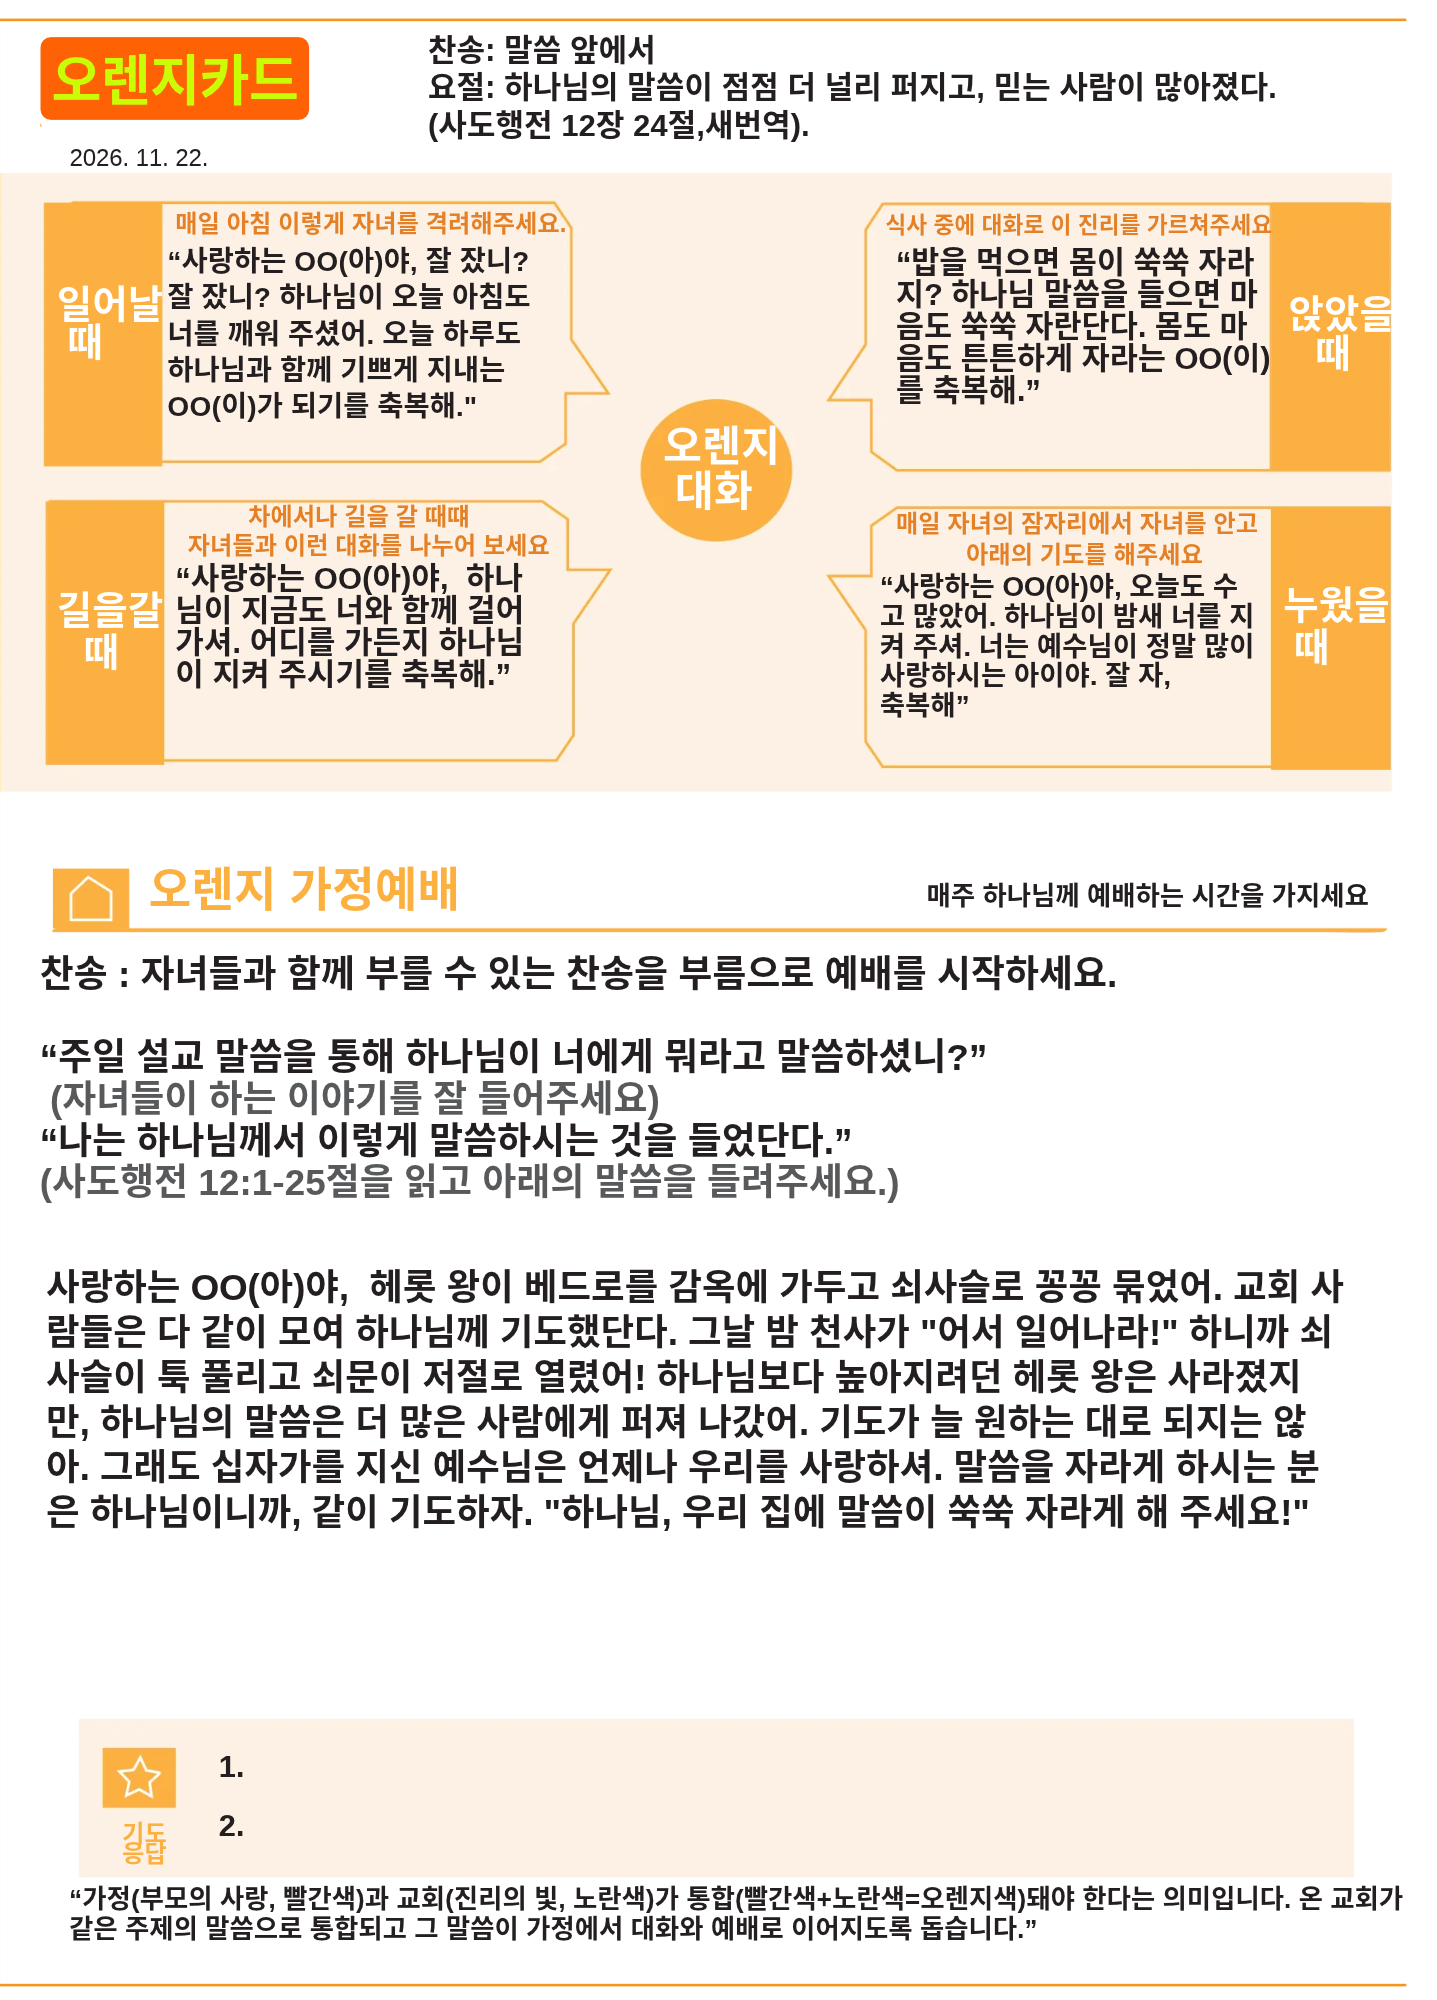 오렌지카드
찬송: 말씀 앞에서
요절: 하나님의 말씀이 점점 더 널리 퍼지고, 믿는 사람이 많아졌다.
(사도행전 12장 24절,새번역).
2026. 11. 22.
일어날
때
매일 아침 이렇게 자녀를 격려해주세요.
“사랑하는 OO(아)야, 잘 잤니?
잘 잤니? 하나님이 오늘 아침도
너를 깨워 주셨어. 오늘 하루도
하나님과 함께 기쁘게 지내는
OO(이)가 되기를 축복해."
식사 중에 대화로 이 진리를 가르쳐주세요
“밥을 먹으면 몸이 쑥쑥 자라
지? 하나님 말씀을 들으면 마
음도 쑥쑥 자란단다. 몸도 마
음도 튼튼하게 자라는 OO(이)
를 축복해.”
앉았을
때
오렌지
대화
길을갈
때
차에서나 길을 갈 때떄
자녀들과 이런 대화를 나누어 보세요
“사랑하는 OO(아)야,  하나
님이 지금도 너와 함께 걸어
가셔. 어디를 가든지 하나님
이 지켜 주시기를 축복해.”
매일 자녀의 잠자리에서 자녀를 안고
아래의 기도를 해주세요
“사랑하는 OO(아)야, 오늘도 수
고 많았어. 하나님이 밤새 너를 지
켜 주셔. 너는 예수님이 정말 많이
사랑하시는 아이야. 잘 자,
축복해”
누웠을
때
오렌지 가정예배
매주 하나님께 예배하는 시간을 가지세요
찬송 : 자녀들과 함께 부를 수 있는 찬송을 부름으로 예배를 시작하세요.
“주일 설교 말씀을 통해 하나님이 너에게 뭐라고 말씀하셨니?”
(자녀들이 하는 이야기를 잘 들어주세요)
“나는 하나님께서 이렇게 말씀하시는 것을 들었단다.”
(사도행전 12:1-25절을 읽고 아래의 말씀을 들려주세요.)
사랑하는 OO(아)야,  헤롯 왕이 베드로를 감옥에 가두고 쇠사슬로 꽁꽁 묶었어. 교회 사
람들은 다 같이 모여 하나님께 기도했단다. 그날 밤 천사가 "어서 일어나라!" 하니까 쇠
사슬이 툭 풀리고 쇠문이 저절로 열렸어! 하나님보다 높아지려던 헤롯 왕은 사라졌지
만, 하나님의 말씀은 더 많은 사람에게 퍼져 나갔어. 기도가 늘 원하는 대로 되지는 않
아. 그래도 십자가를 지신 예수님은 언제나 우리를 사랑하셔. 말씀을 자라게 하시는 분
은 하나님이니까, 같이 기도하자. "하나님, 우리 집에 말씀이 쑥쑥 자라게 해 주세요!"
1.
2.
기도
응답
“가정(부모의 사랑, 빨간색)과 교회(진리의 빛, 노란색)가 통합(빨간색+노란색=오렌지색)돼야 한다는 의미입니다. 온 교회가
같은 주제의 말씀으로 통합되고 그 말씀이 가정에서 대화와 예배로 이어지도록 돕습니다.”